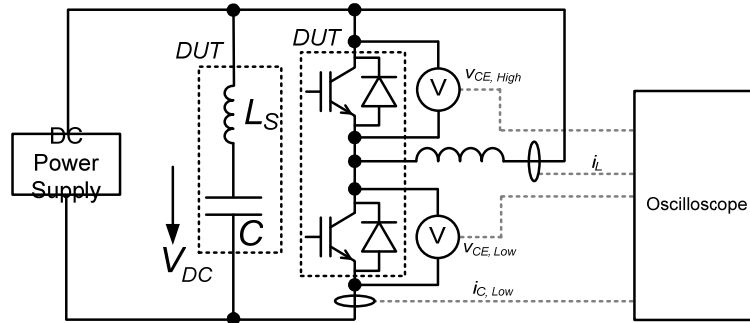 DUT
DUT
v_CE, High
V
L_S
DC
Power
Supply
i_L
Oscilloscope
C
V
v_CE, Low
V_DC
i_C, Low